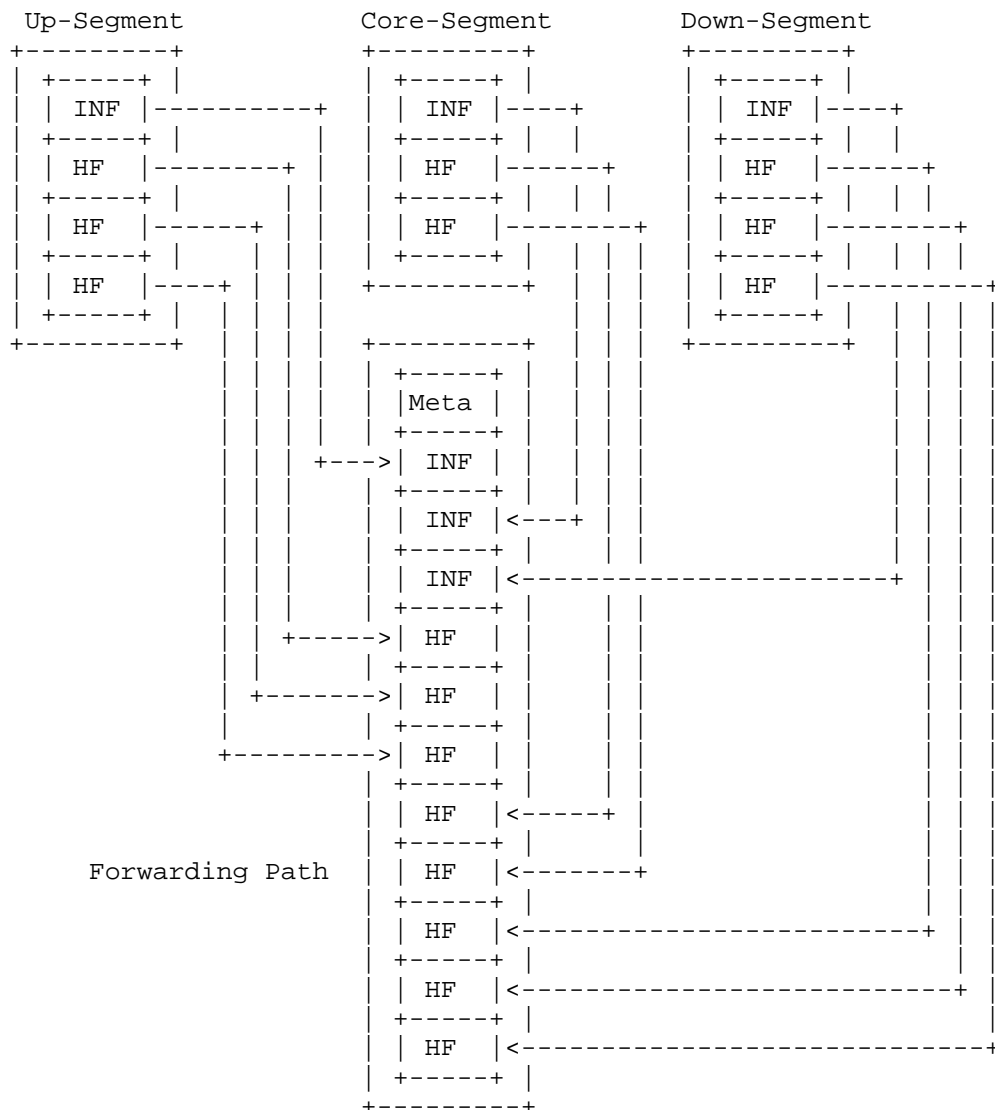 Up-Segment Core-Segment Down-Segment
INF INF INF
HF HF HF
HF HF HF
HF HF
Meta
INF
INF
INF
HF
HF
HF
HF
Forwarding Path HF
HF
HF
HF